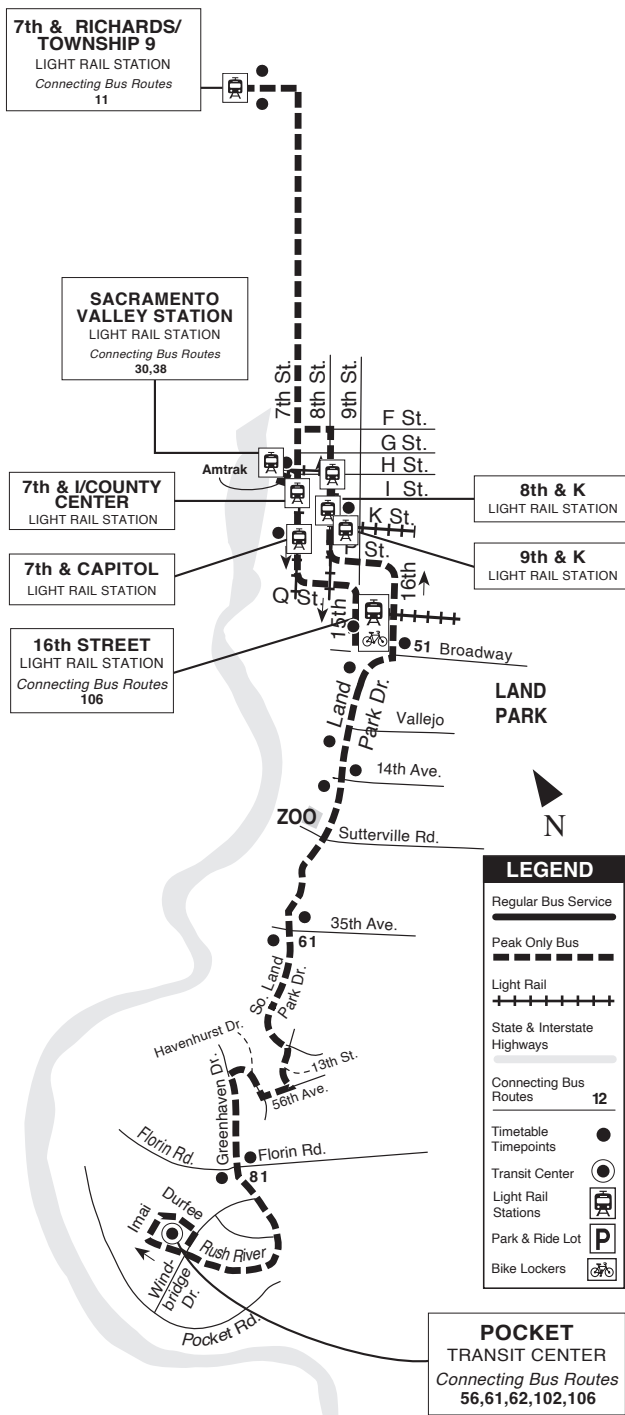 7th & RICHARDS/
TOWNSHIP 9
LIGHT RAIL STATION
Connecting Bus Routes
11
SACRAMENTO
VALLEY STATION
LIGHT RAIL STATION
Connecting Bus Routes
30,38
7th St.
8th St.
9th St.
F St.
G St.
H St.
I St.
K St.
Amtrak
7th & I/COUNTY
CENTER
LIGHT RAIL STATION
8th & K
LIGHT RAIL STATION
7th & CAPITOL
LIGHT RAIL STATION
9th & K
LIGHT RAIL STATION
P St.
Q St.
15th
16th
16th STREET
LIGHT RAIL STATION
Connecting Bus Routes
106
51 Broadway
LAND
PARK
Land
Park Dr.
Vallejo
14th Ave.
ZOO
Sutterville Rd.
N
35th Ave.
61
So. Land
Park Dr.
Havenhurst Dr.
13th St.
56th Ave.
Greenhaven Dr.
Florin Rd.
Florin Rd.
81
Imai
Durfee
Rush River
Wind-
bridge
Dr.
Pocket Rd.
LEGEND
Regular Bus Service
Peak Only Bus
Light Rail
State & Interstate
Highways
Connecting Bus
Routes 12
Timetable
Timepoints
Transit Center
Light Rail
Stations
Park & Ride Lot P
Bike Lockers
POCKET
TRANSIT CENTER
Connecting Bus Routes
56,61,62,102,106